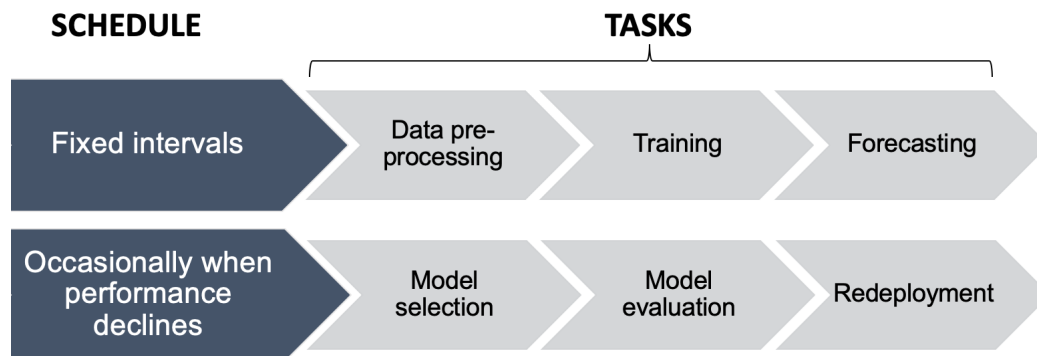 SCHEDULE
TASKS
Fixed intervals
Data pre-
processing
Training
Forecasting
Occasionally when
performance
declines
Model
selection
Model
evaluation
Redeployment